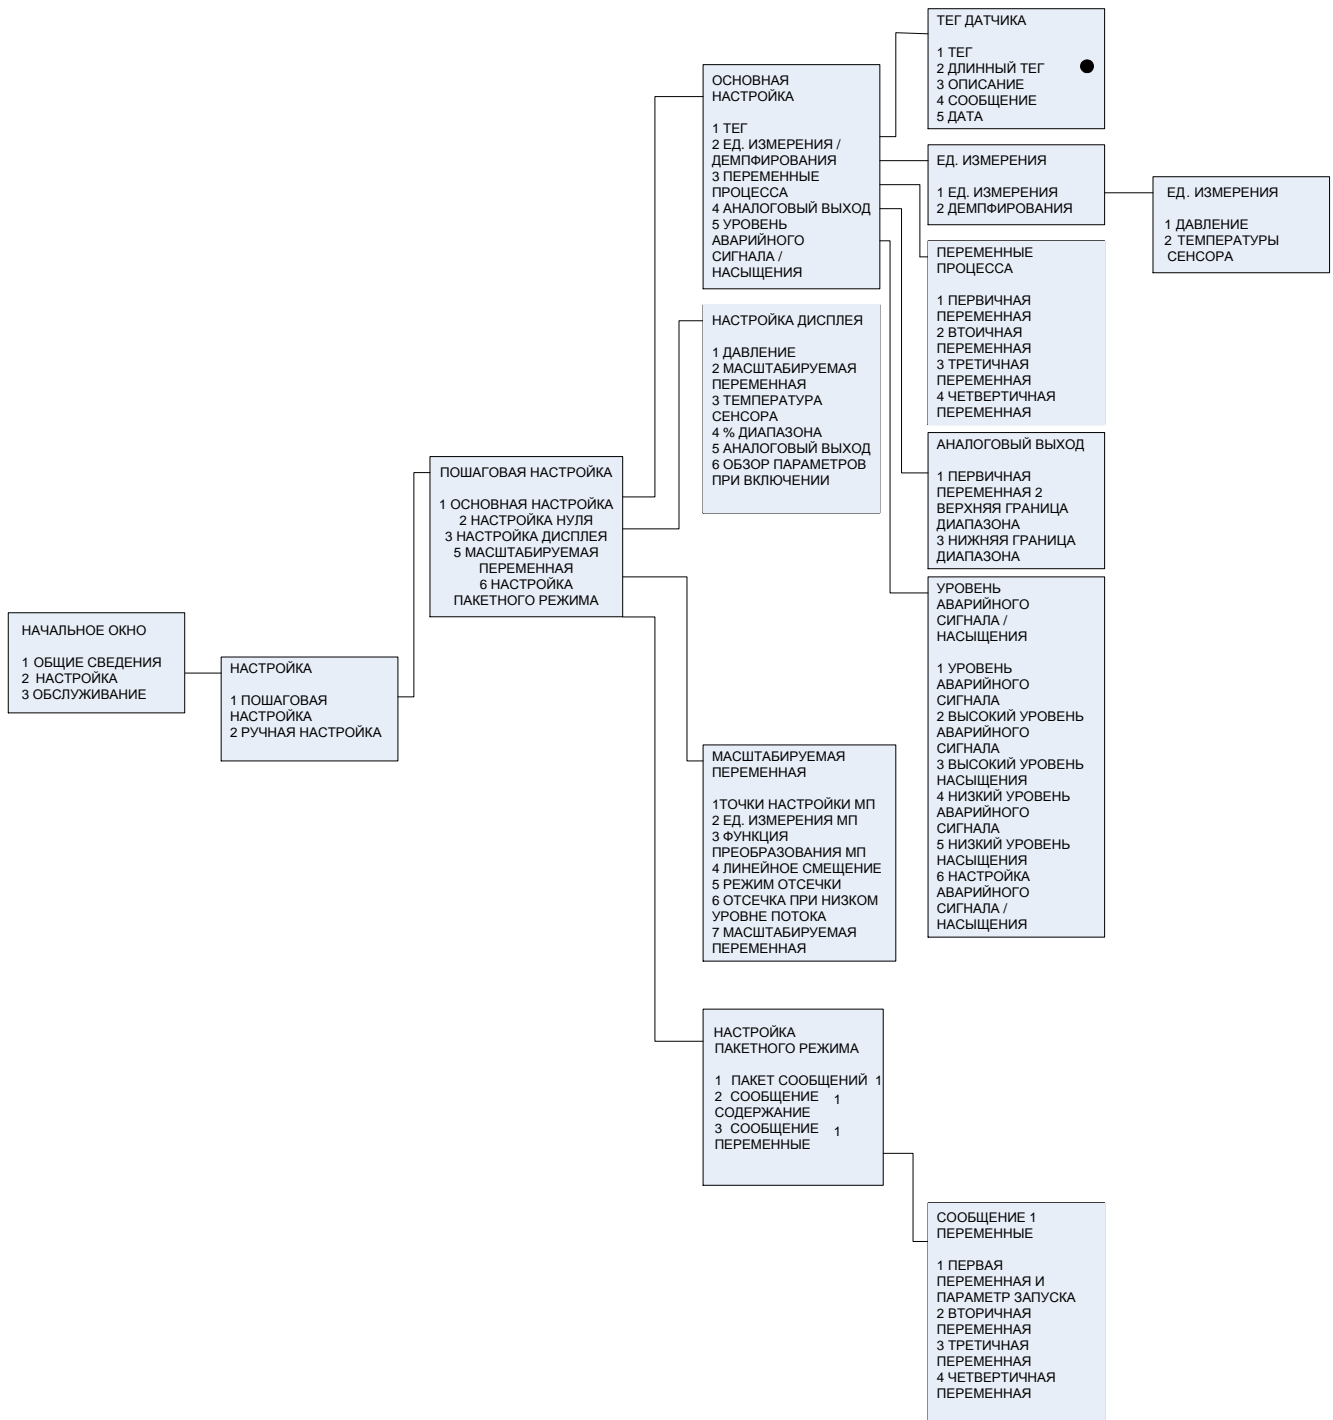 НАЧАЛЬНОЕ ОКНО
1 ОБЩИЕ СВЕДЕНИЯ
2 НАСТРОЙКА
3 ОБСЛУЖИВАНИЕ
НАСТРОЙКА
1 ПОШАГОВАЯ
НАСТРОЙКА
2 РУЧНАЯ НАСТРОЙКА
ПОШАГОВАЯ НАСТРОЙКА
1 ОСНОВНАЯ НАСТРОЙКА
2 НАСТРОЙКА НУЛЯ
3 НАСТРОЙКА ДИСПЛЕЯ
5 МАСШТАБИРУЕМАЯ
ПЕРЕМЕННАЯ
6 НАСТРОЙКА
ПАКЕТНОГО РЕЖИМА
ОСНОВНАЯ
НАСТРОЙКА
1 ТЕГ
2 ЕД. ИЗМЕРЕНИЯ /
ДЕМПФИРОВАНИЯ
3 ПЕРЕМЕННЫЕ
ПРОЦЕССА
4 АНАЛОГОВЫЙ ВЫХОД
5 УРОВЕНЬ
АВАРИЙНОГО
СИГНАЛА /
НАСЫЩЕНИЯ
НАСТРОЙКА ДИСПЛЕЯ
1 ДАВЛЕНИЕ
2 МАСШТАБИРУЕМАЯ
ПЕРЕМЕННАЯ
3 ТЕМПЕРАТУРА
СЕНСОРА
4 % ДИАПАЗОНА
5 АНАЛОГОВЫЙ ВЫХОД
6 ОБЗОР ПАРАМЕТРОВ
ПРИ ВКЛЮЧЕНИИ
МАСШТАБИРУЕМАЯ
ПЕРЕМЕННАЯ
1ТОЧКИ НАСТРОЙКИ МП
2 ЕД. ИЗМЕРЕНИЯ МП
3 ФУНКЦИЯ
ПРЕОБРАЗОВАНИЯ МП
4 ЛИНЕЙНОЕ СМЕЩЕНИЕ
5 РЕЖИМ ОТСЕЧКИ
6 ОТСЕЧКА ПРИ НИЗКОМ
УРОВНЕ ПОТОКА
7 МАСШТАБИРУЕМАЯ
ПЕРЕМЕННАЯ
НАСТРОЙКА
ПАКЕТНОГО РЕЖИМА
1 ПАКЕТ СООБЩЕНИЙ 1
2 СООБЩЕНИЕ 1
СОДЕРЖАНИЕ
3 СООБЩЕНИЕ 1
ПЕРЕМЕННЫЕ
ТЕГ ДАТЧИКА
1 ТЕГ
2 ДЛИННЫЙ ТЕГ
3 ОПИСАНИЕ
4 СООБЩЕНИЕ
5 ДАТА
ЕД. ИЗМЕРЕНИЯ
1 ЕД. ИЗМЕРЕНИЯ
2 ДЕМПФИРОВАНИЯ
ПЕРЕМЕННЫЕ
ПРОЦЕССА
1 ПЕРВИЧНАЯ
ПЕРЕМЕННАЯ
2 ВТОИЧНАЯ
ПЕРЕМЕННАЯ
3 ТРЕТИЧНАЯ
ПЕРЕМЕННАЯ
4 ЧЕТВЕРТИЧНАЯ
ПЕРЕМЕННАЯ
АНАЛОГОВЫЙ ВЫХОД
1 ПЕРВИЧНАЯ
ПЕРЕМЕННАЯ 2
ВЕРХНЯЯ ГРАНИЦА
ДИАПАЗОНА
3 НИЖНЯЯ ГРАНИЦА
ДИАПАЗОНА
УРОВЕНЬ
АВАРИЙНОГО
СИГНАЛА /
НАСЫЩЕНИЯ
1 УРОВЕНЬ
АВАРИЙНОГО
СИГНАЛА
2 ВЫСОКИЙ УРОВЕНЬ
АВАРИЙНОГО
СИГНАЛА
3 ВЫСОКИЙ УРОВЕНЬ
НАСЫЩЕНИЯ
4 НИЗКИЙ УРОВЕНЬ
АВАРИЙНОГО
СИГНАЛА
5 НИЗКИЙ УРОВЕНЬ
НАСЫЩЕНИЯ
6 НАСТРОЙКА
АВАРИЙНОГО
СИГНАЛА /
НАСЫЩЕНИЯ
СООБЩЕНИЕ 1
ПЕРЕМЕННЫЕ
1 ПЕРВАЯ
ПЕРЕМЕННАЯ И
ПАРАМЕТР ЗАПУСКА
2 ВТОРИЧНАЯ
ПЕРЕМЕННАЯ
3 ТРЕТИЧНАЯ
ПЕРЕМЕННАЯ
4 ЧЕТВЕРТИЧНАЯ
ПЕРЕМЕННАЯ
ЕД. ИЗМЕРЕНИЯ
1 ДАВЛЕНИЕ
2 ТЕМПЕРАТУРЫ
СЕНСОРА